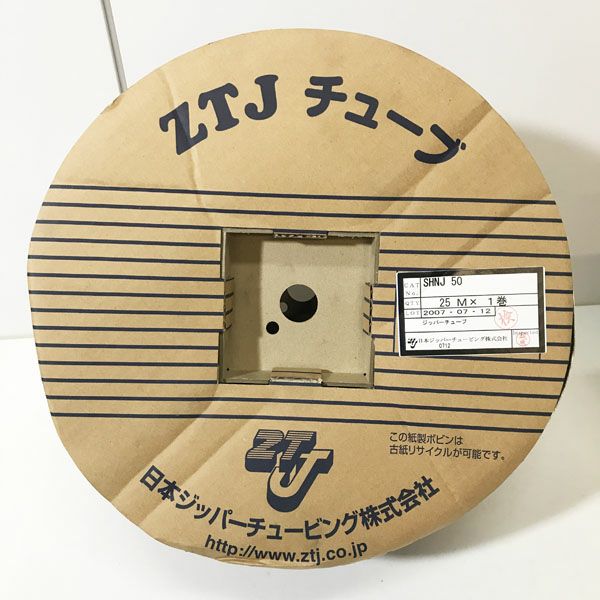 ZTJ チューブ
CAT No. SHNJ 50
QTY 25 M× 1巻
LOT 2007・07・12
ジッパーチューブ
ZTJ 日本ジッパーチュービング株式会社
0712
この紙製ボビンは
古紙リサイクルが可能です。
ZTJ
日本ジッパーチュービング株式会社
http://www.ztj.co.jp